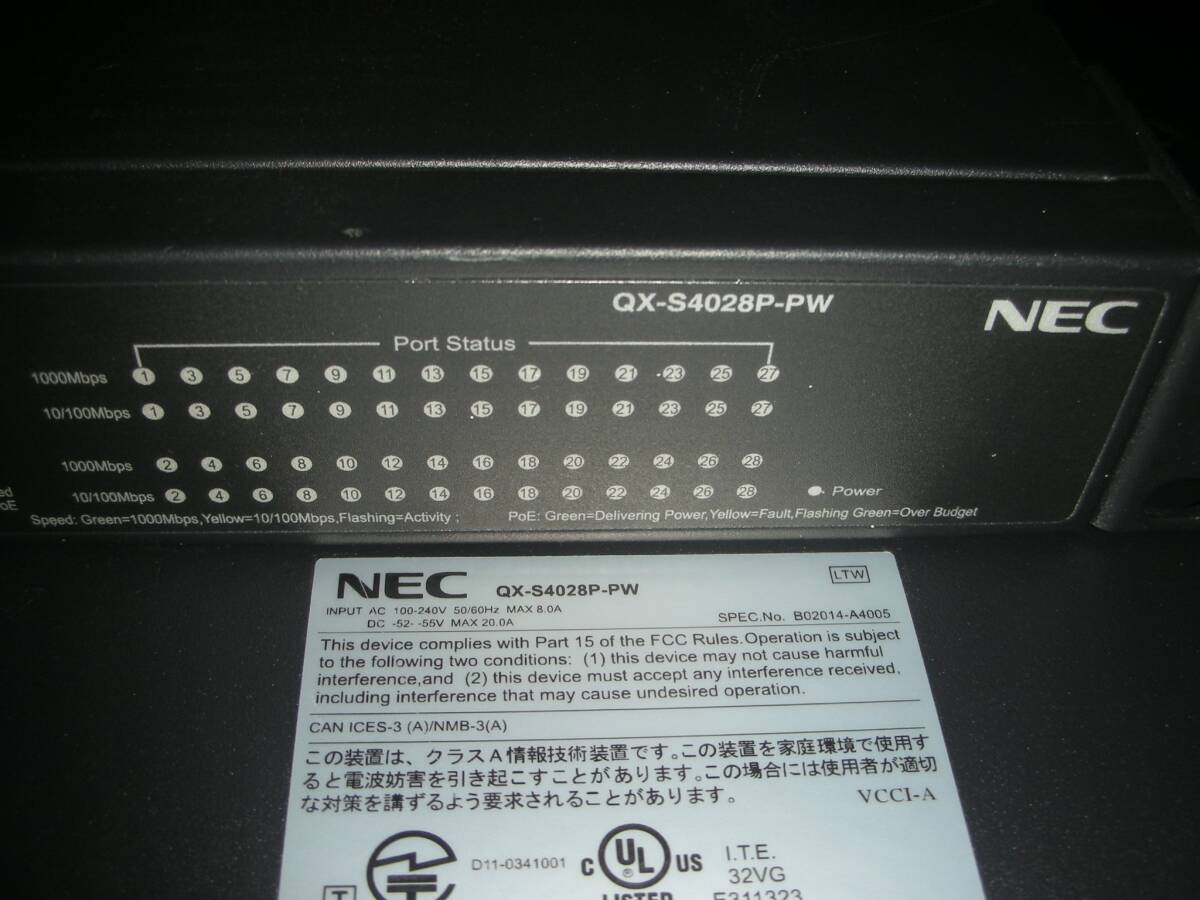 QX-S4028P-PW NEC
Port Status
1000Mbps 1 3 5 7 9 11 13 15 17 19 21 23 25 27
10/100Mbps 1 3 5 7 9 11 13 15 17 19 21 23 25 27
1000Mbps 2 4 6 8 10 12 14 16 18 20 22 24 26 28
10/100Mbps 2 4 6 8 10 12 14 16 18 20 22 24 26 28 Power
Speed: Green=1000Mbps,Yellow=10/100Mbps,Flashing=Activity ; PoE: Green=Delivering Power,Yellow=Fault,Flashing Green=Over Budget
NEC QX-S4028P-PW LTW
INPUT AC 100-240V 50/60Hz MAX 8.0A
DC -52- -55V MAX 20.0A SPEC.No. B02014-A4005
This device complies with Part 15 of the FCC Rules.Operation is subject
to the following two conditions: (1) this device may not cause harmful
interference,and (2) this device must accept any interference received,
including interference that may cause undesired operation.
CAN ICES-3 (A)/NMB-3(A)
この装置は、クラスA情報技術装置です。この装置を家庭環境で使用す
ると電波妨害を引き起こすことがあります。この場合には使用者が適切
な対策を講ずるよう要求されることがあります。 VCCI-A
T D11-0341001 C UL US I.T.E.
32VG
LISTED E311323